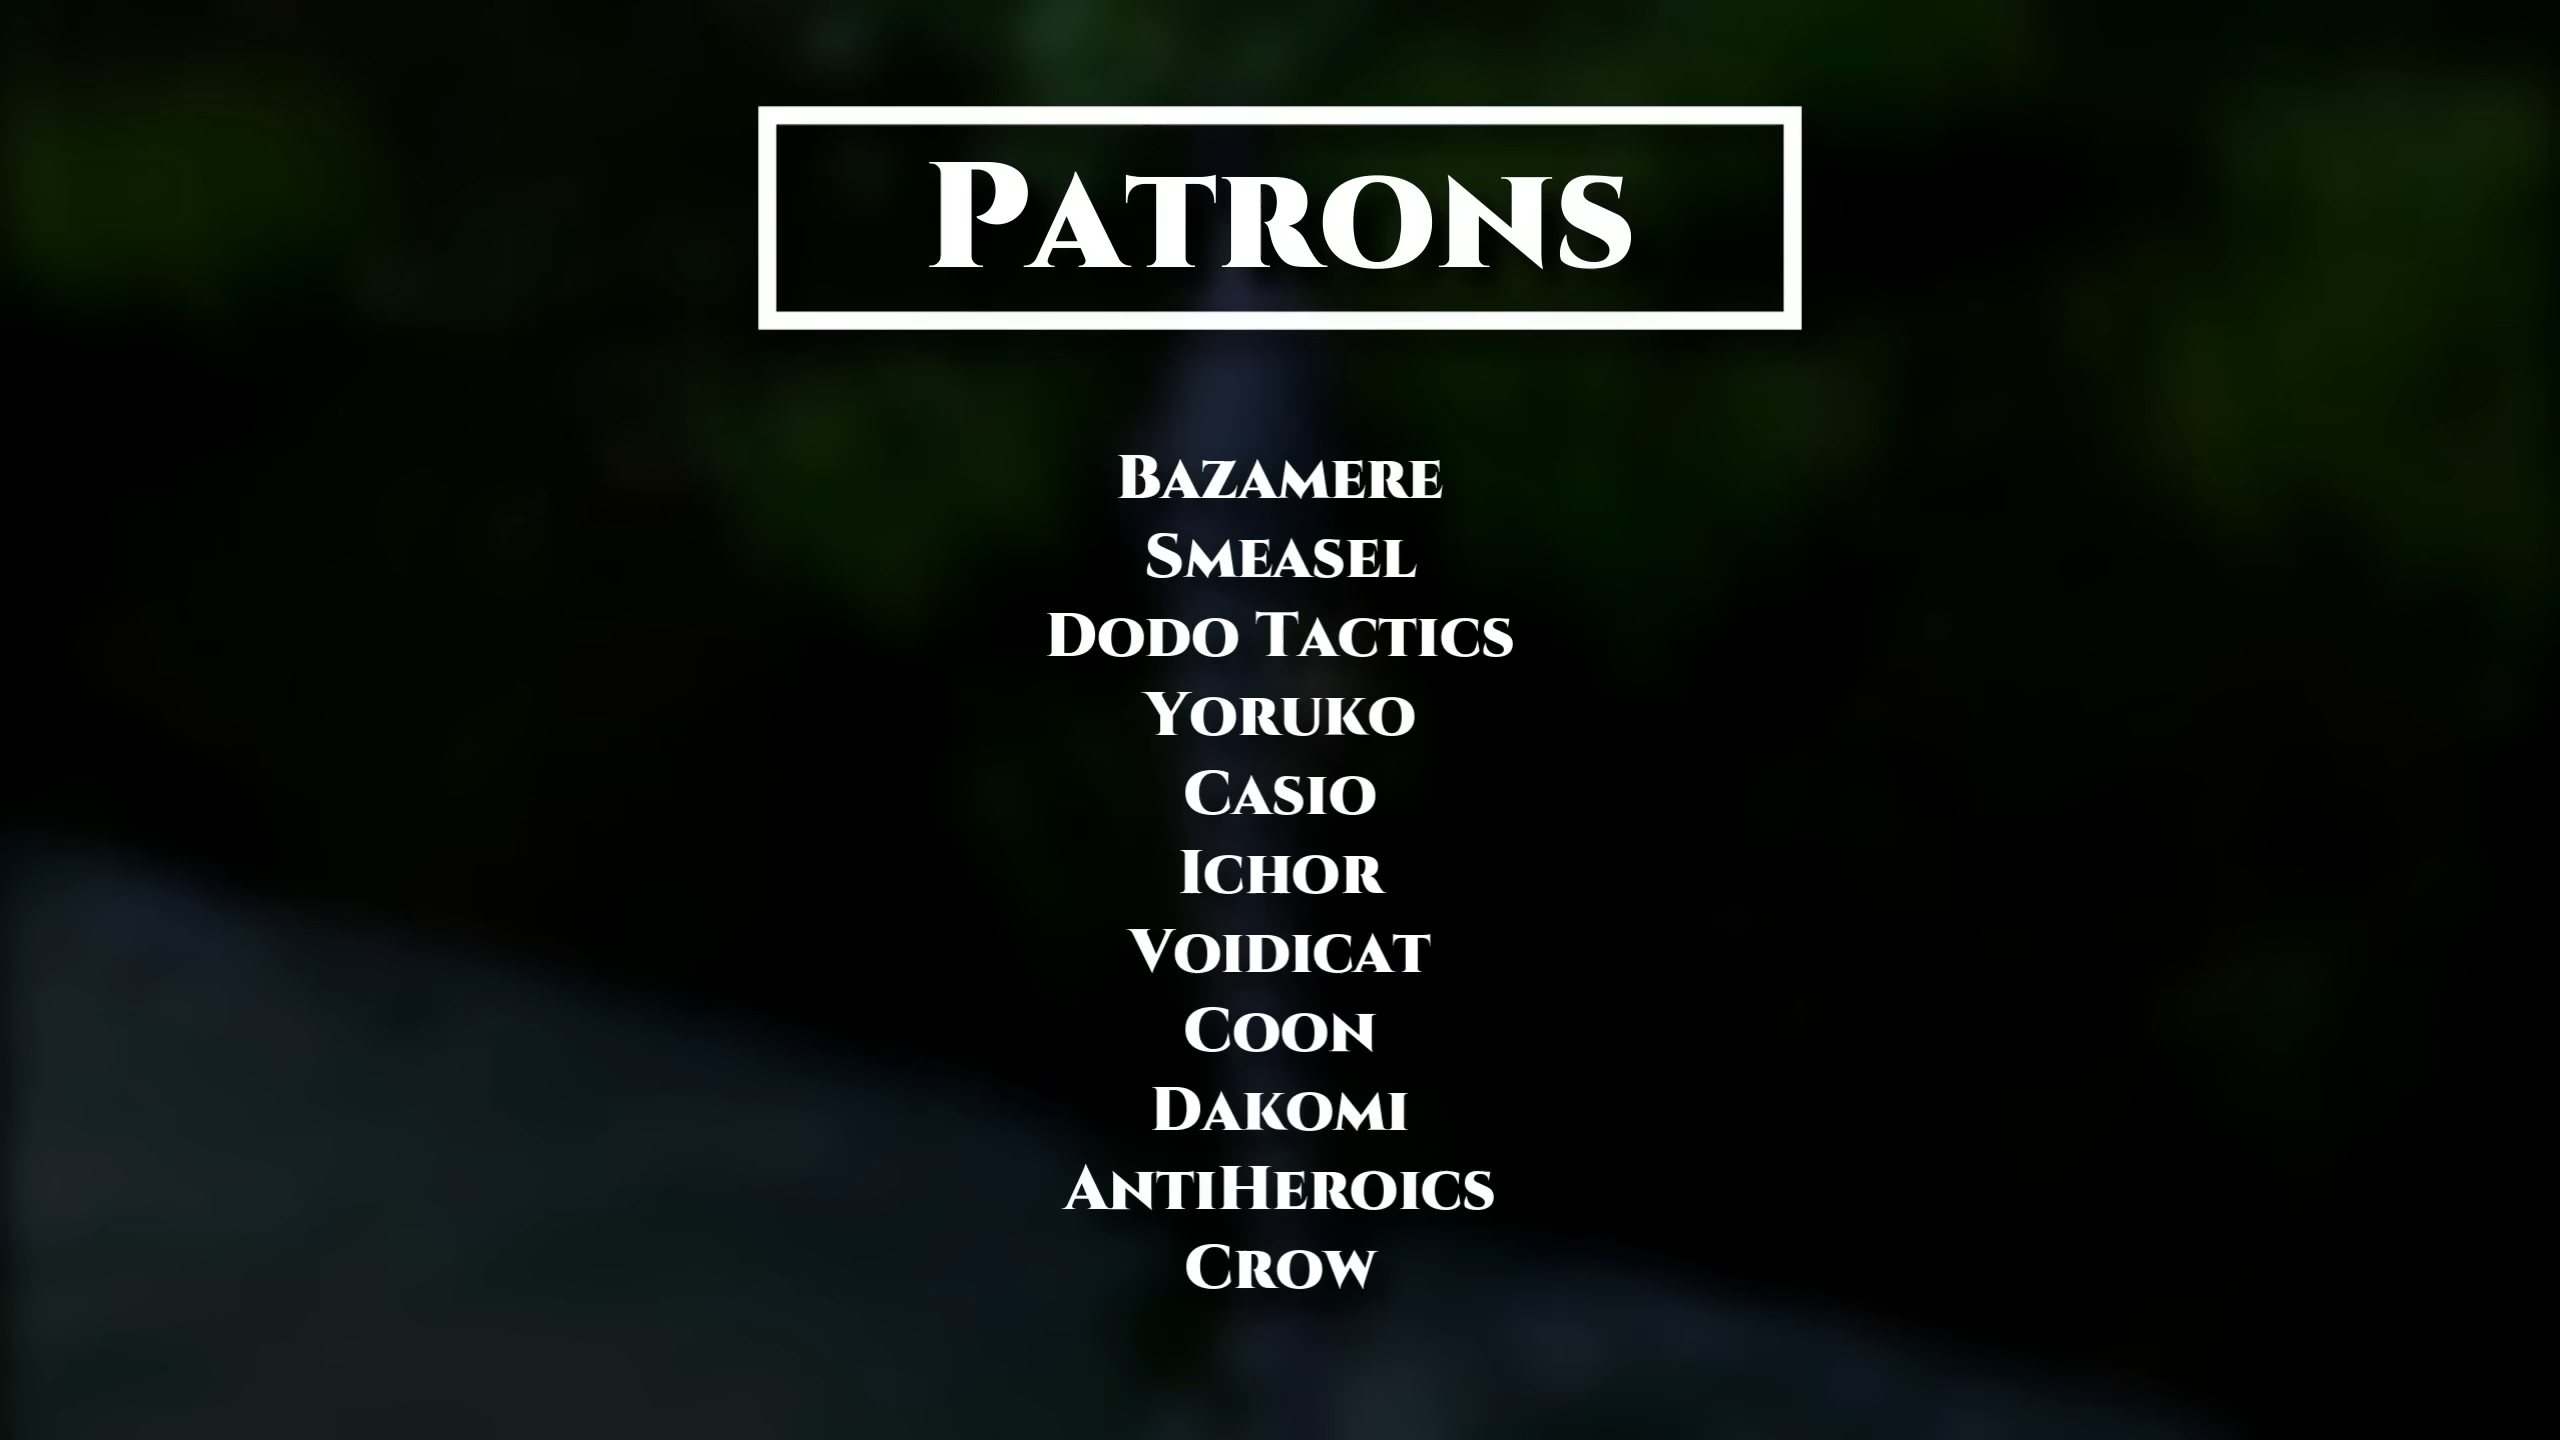 Patrons
Bazamere
Smeasel
Dodo Tactics
Yoruko
Casio
Ichor
Voidicat
Coon
Dakomi
AntiHeroics
Crow